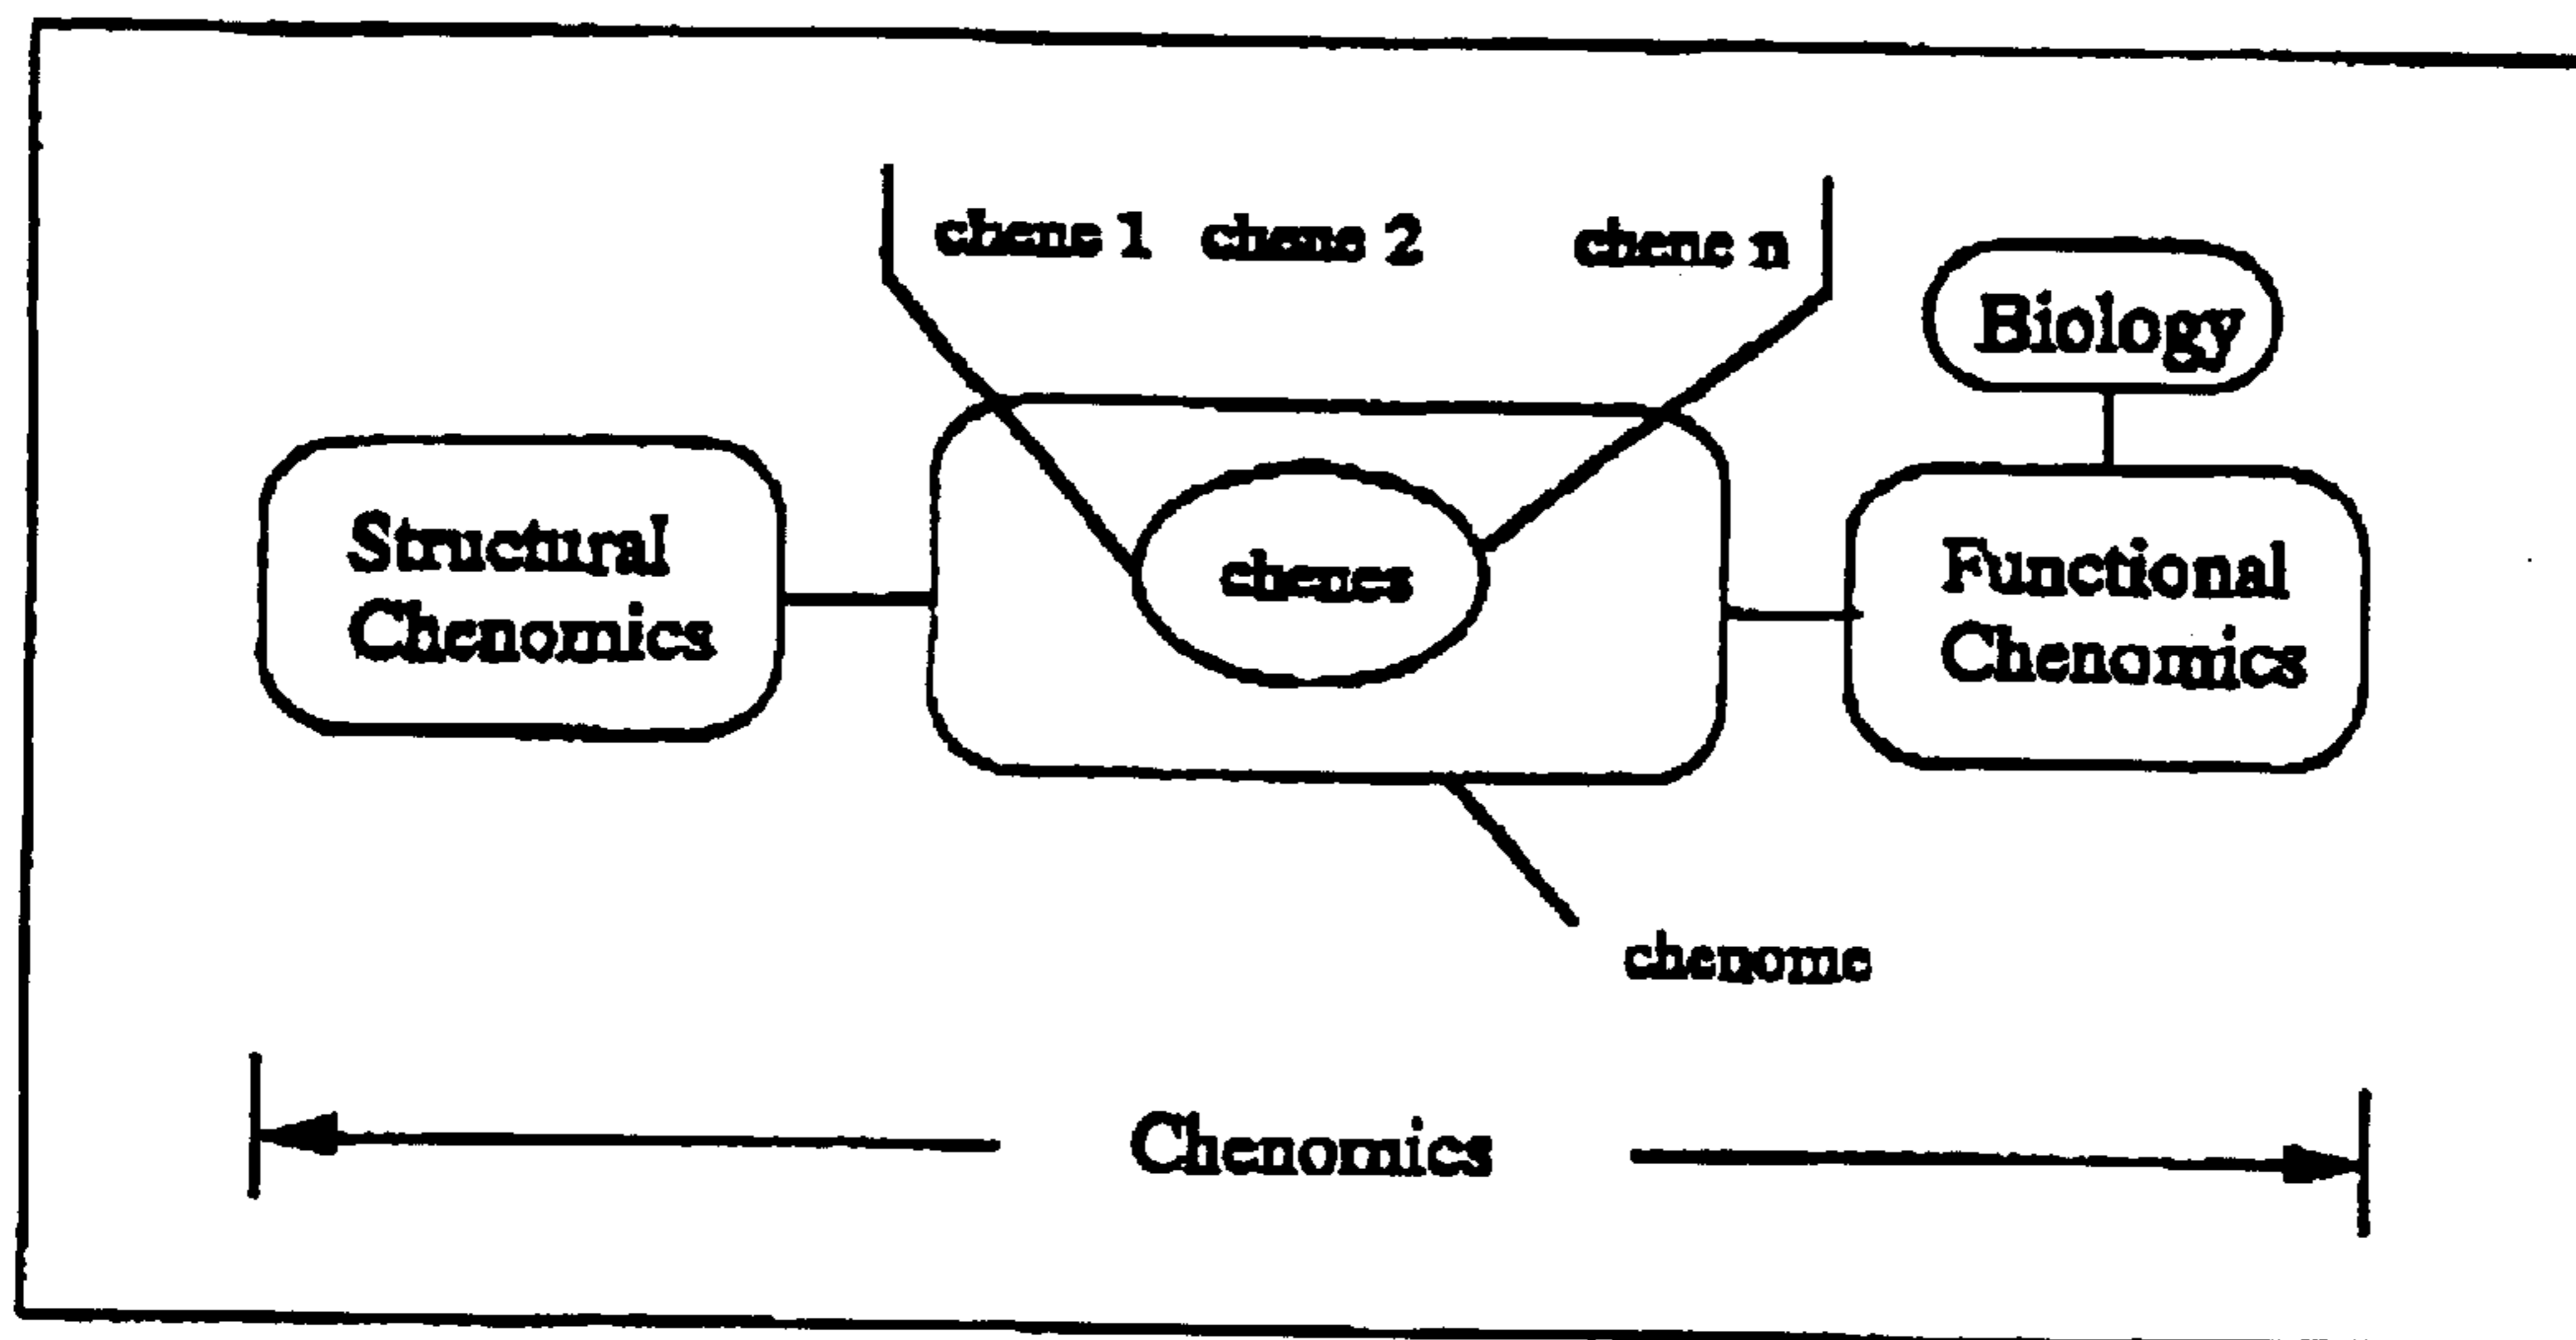 chene 1 chene 2 chene n
Biology
Structural
Chenomics
chenes
Functional
Chenomics
chenome
Chenomics